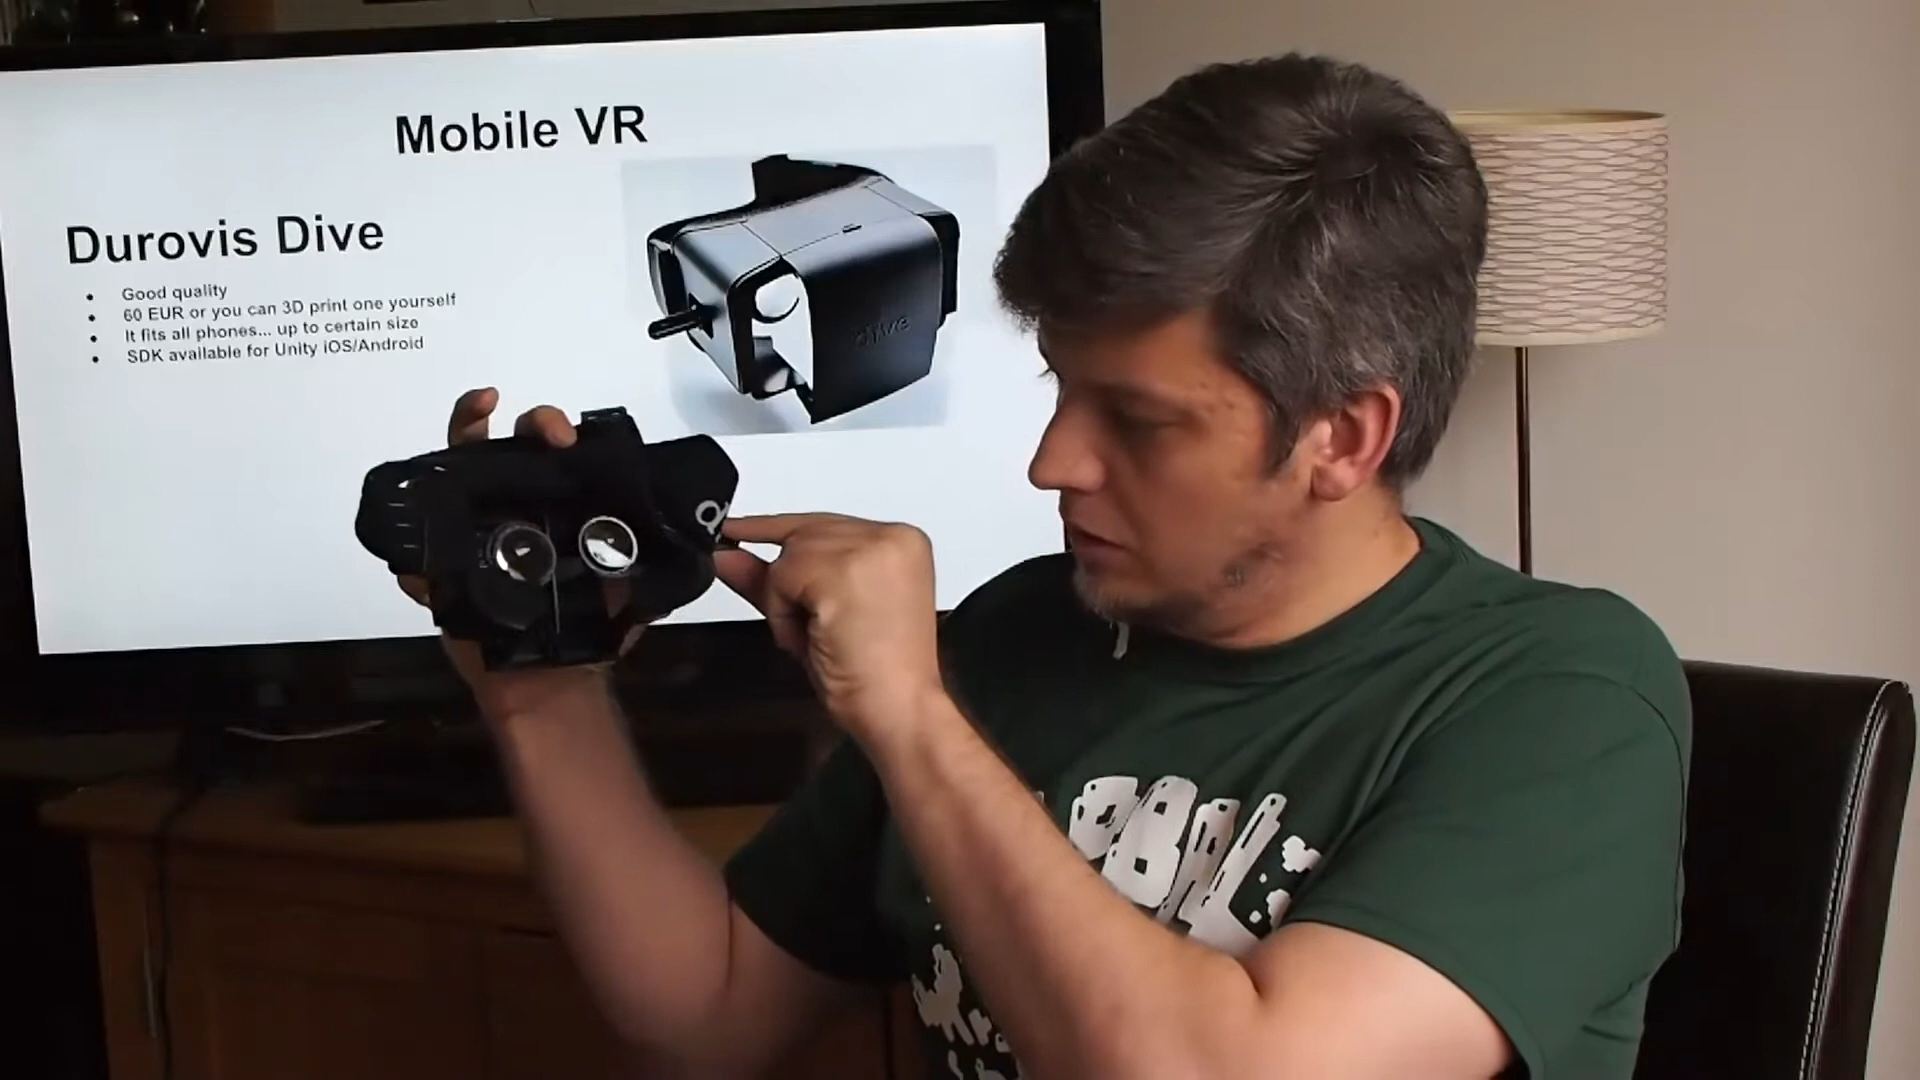 Mobile VR
Durovis Dive
Good quality
60 EUR or you can 3D print one yourself
It fits all phones... up to certain size
SDK available for Unity iOS/Android
dive